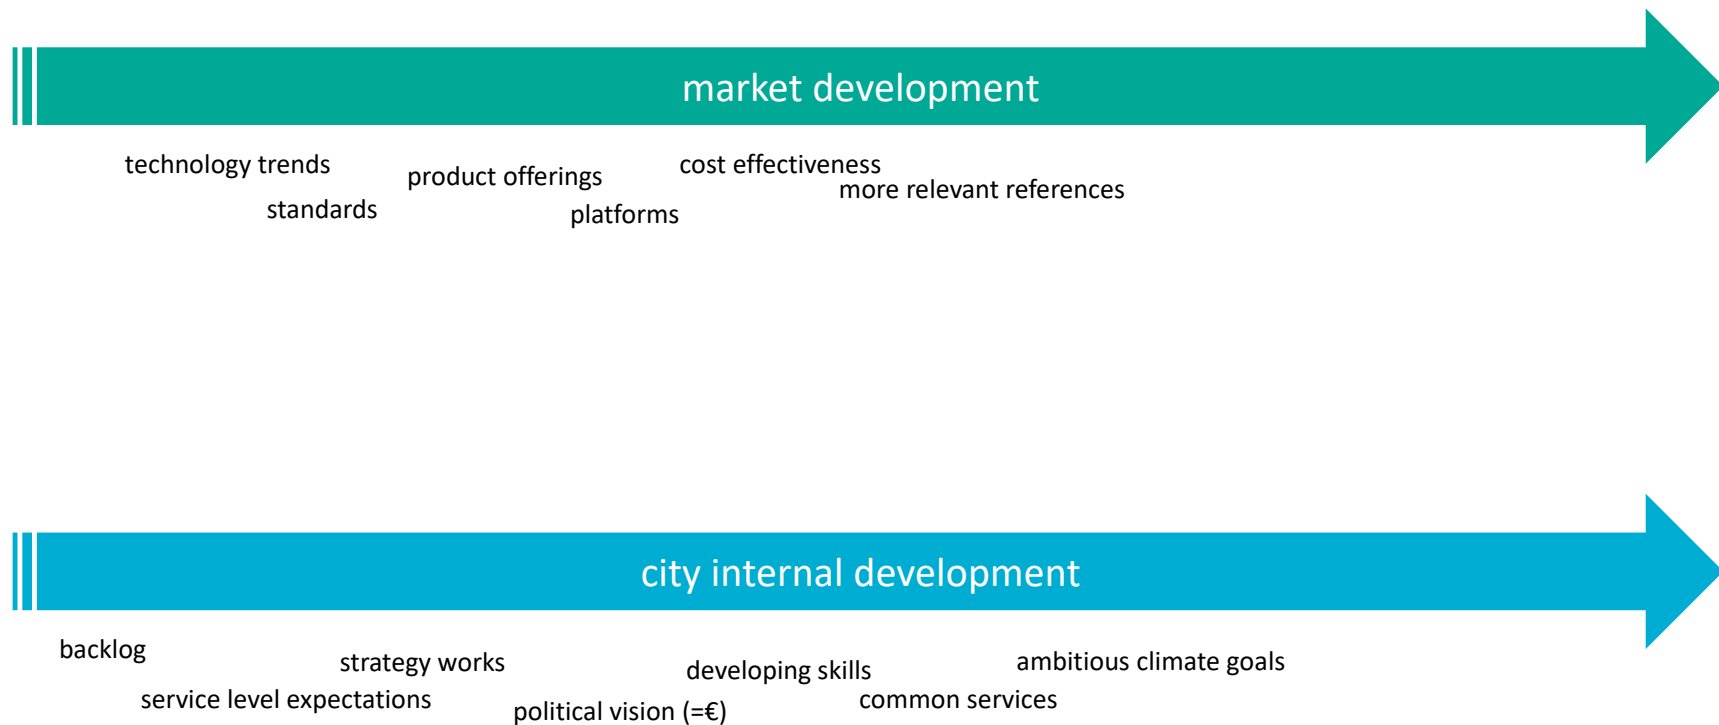 market development
technology trends
standards
product offerings
platforms
cost effectiveness
more relevant references
city internal development
backlog
service level expectations
strategy works
political vision (=€)
developing skills
common services
ambitious climate goals